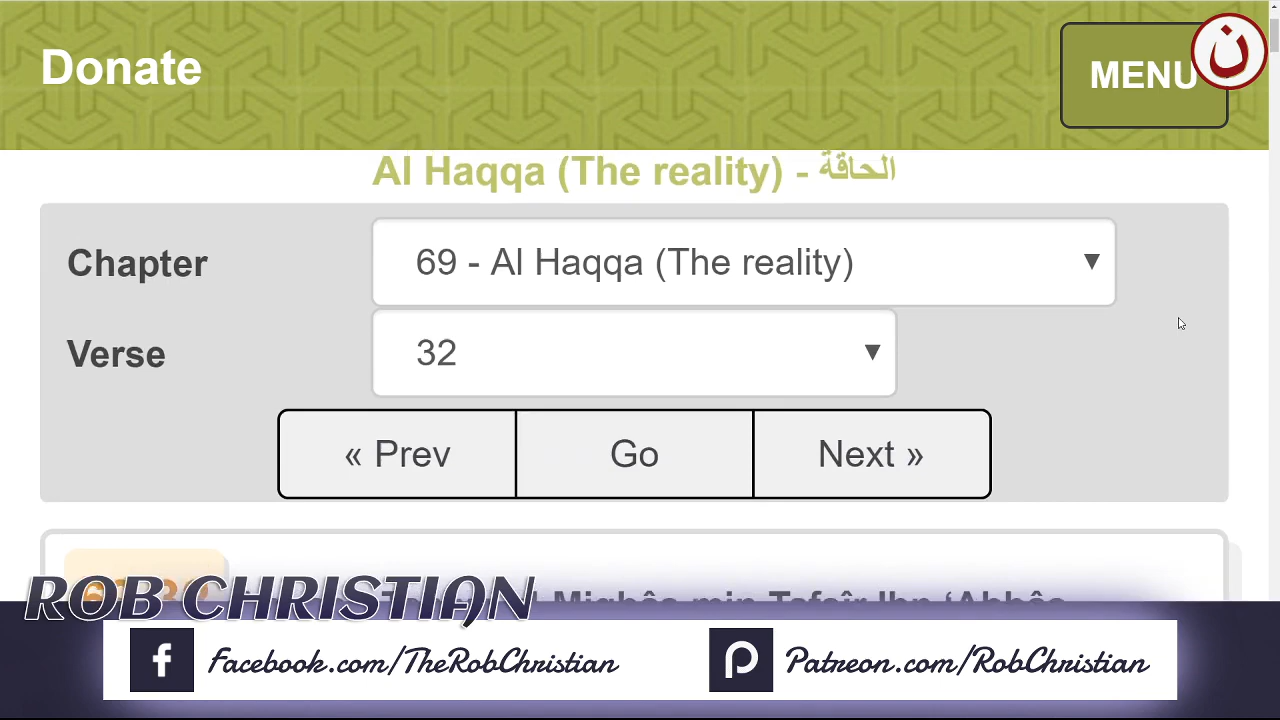 Donate
MENU
ن
Al Haqqa (The reality) - الحاقة
Chapter
69 - Al Haqqa (The reality)
Verse
32
« Prev
Go
Next »
ROB CHRISTIAN
Facebook.com/TheRobChristian
Patreon.com/RobChristian